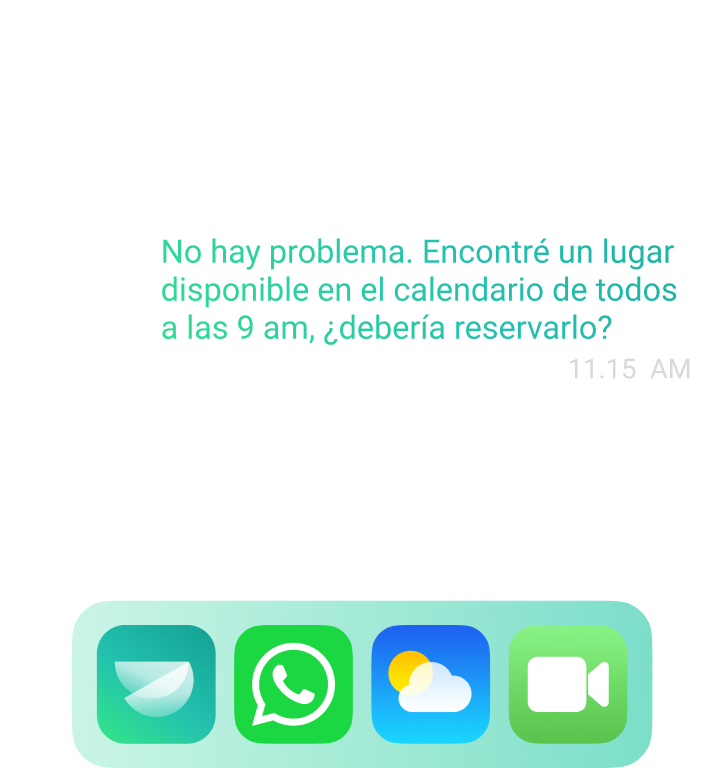 No hay problema. Encontré un lugar
disponible en el calendario de todos
a las 9 am, ¿debería reservarlo?
11.15 AM